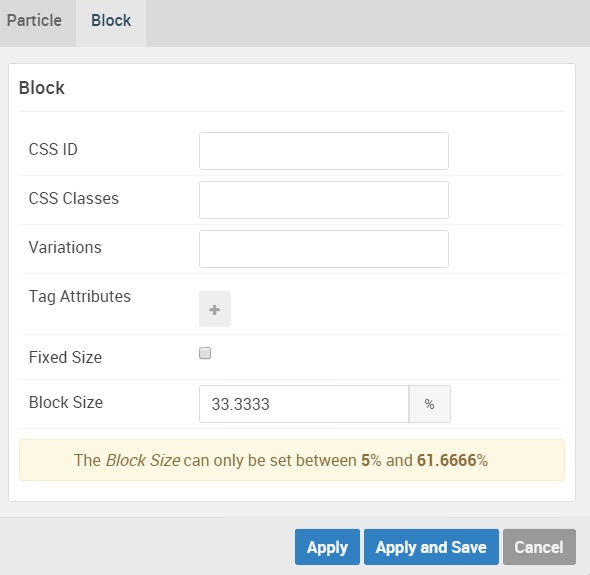 Particle Block
Block
CSS ID
CSS Classes
Variations
Tag Attributes
+
Fixed Size
Block Size 33.3333 %
The Block Size can only be set between 5% and 61.6666%
Apply Apply and Save Cancel